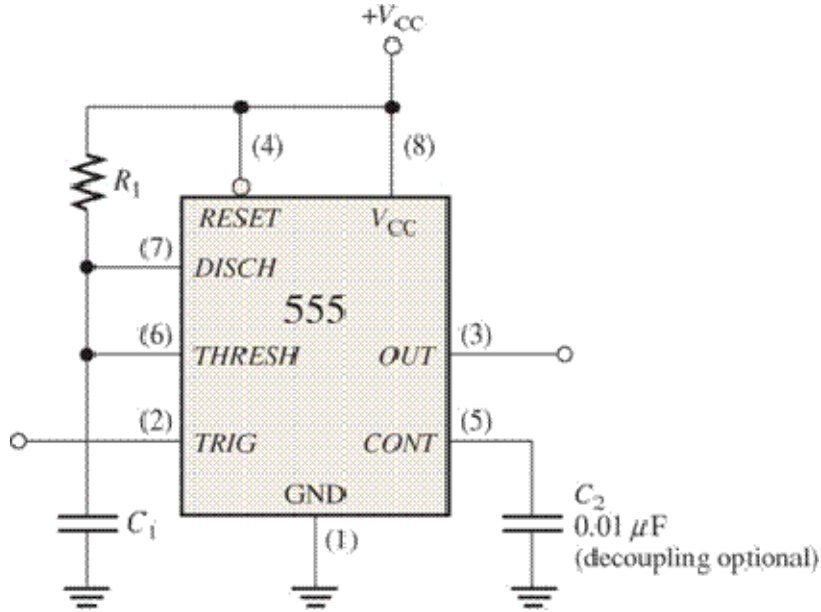 +VCC
(4)
(8)
R1
RESET
VCC
(7)
DISCH
555
(6)
THRESH
OUT
(3)
(2)
TRIG
CONT
(5)
GND
C1
(1)
C2
0.01 μF
(decoupling optional)